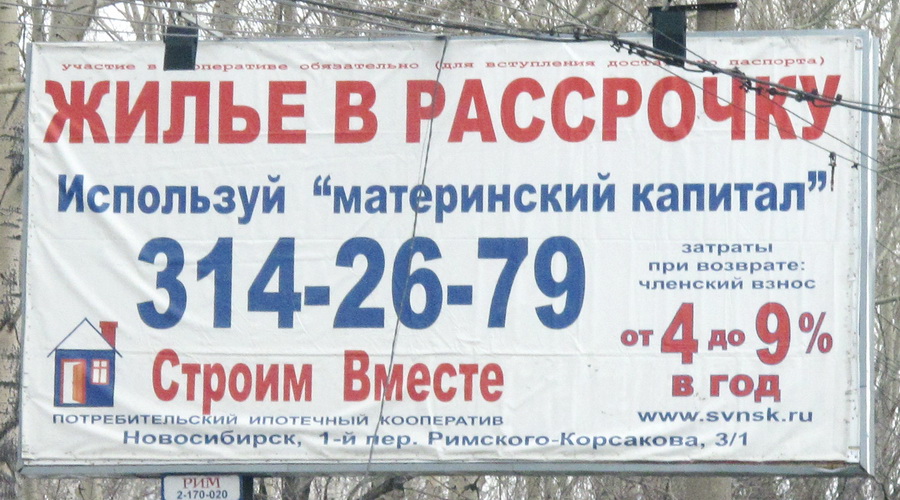 участие в кооперативе обязательно (для вступления достаточно паспорта)
ЖИЛЬЕ В РАССРОЧКУ
Используй “материнский капитал”
314-26-79
затраты
при возврате:
членский взнос
от 4 до 9 %
в год
www.svnsk.ru
Строим Вместе
ПОТРЕБИТЕЛЬСКИЙ ИПОТЕЧНЫЙ КООПЕРАТИВ
Новосибирск, 1-й пер. Римского-Корсакова, 3/1
РИМ
2-170-020